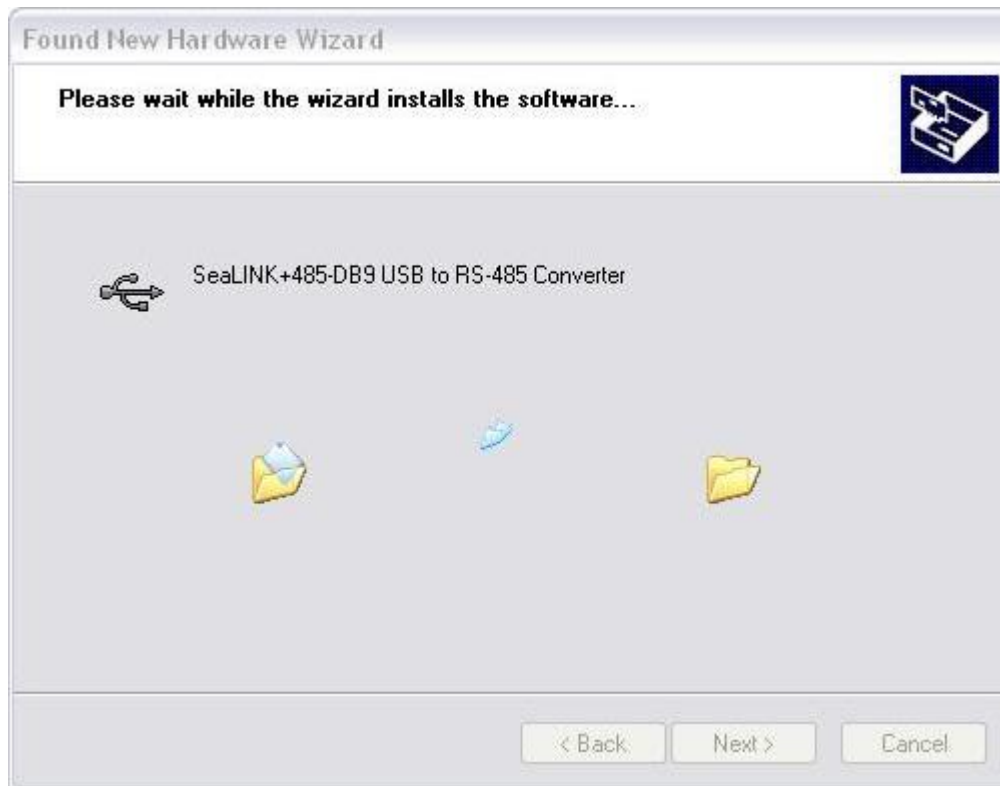 Found New Hardware Wizard
Please wait while the wizard installs the software...
SeaLINK+485-DB9 USB to RS-485 Converter
< Back
Next >
Cancel